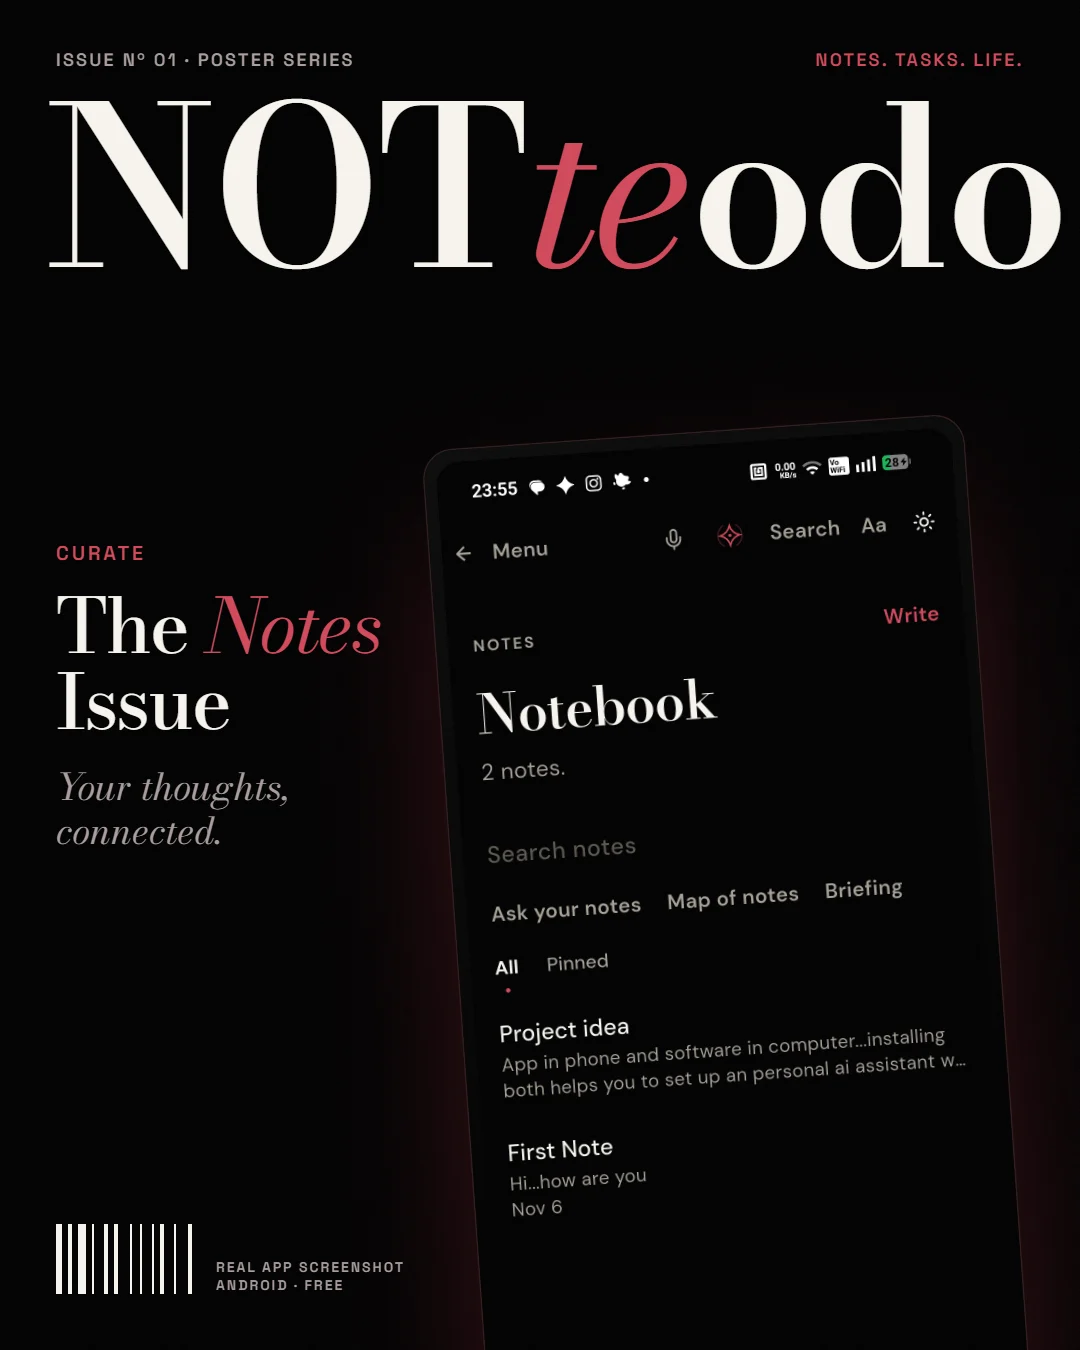 ISSUE Nº 01 · POSTER SERIES
NOTES. TASKS. LIFE.
NOTteodo
23:55
0.00 KB/s
Vo WiFi
28
Menu
Search Aa
Write
NOTES
Notebook
2 notes.
Search notes
Ask your notes Map of notes Briefing
All Pinned
Project idea
App in phone and software in computer...installing
both helps you to set up an personal ai assistant w...
First Note
Hi...how are you
Nov 6
CURATE
The Notes
Issue
Your thoughts,
connected.
REAL APP SCREENSHOT
ANDROID · FREE